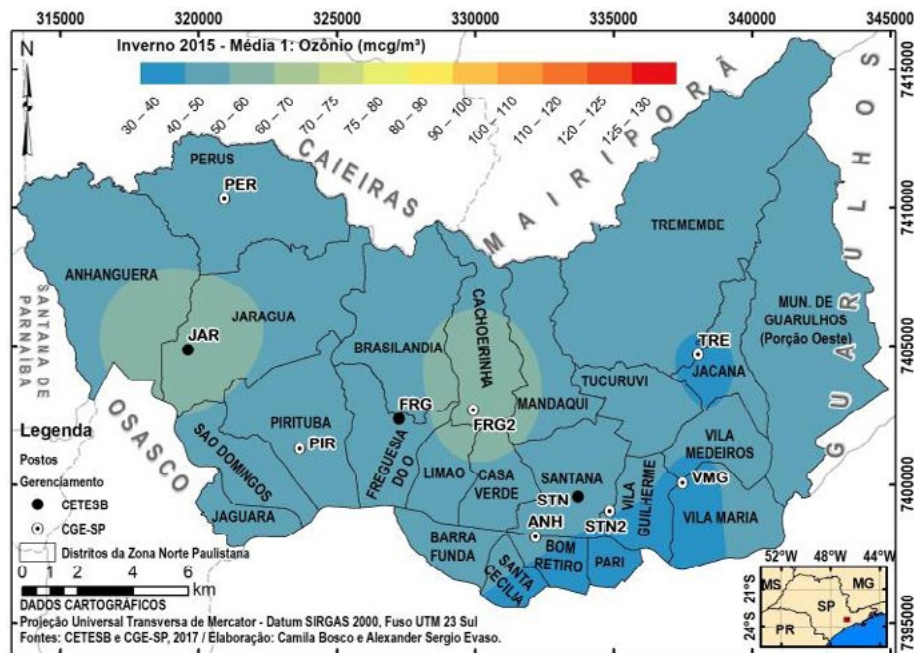 315000 320000 325000 330000 335000 340000 345000
Inverno 2015 - Média 1: Ozônio (mcg/m³)
30 – 40
40 – 50
50 – 60
60 – 70
70 – 75
75 – 80
80 – 90
90 – 100
100 – 110
110 – 120
120 – 125
125 – 130
N
7415000
7410000
7405000
7400000
7395000
CAIEIRAS
MAIRIPORÃ
GUARULHOS
SANTANA DE
PARNAÍBA
OSASCO
PERUS
PER
ANHANGUERA
JARAGUA
JAR
BRASILANDIA
CACHOEIRINHA
TREMEMBE
MUN. DE
GUARULHOS
(Porção Oeste)
TRE
JACANA
TUCURUVI
MANDAQUI
FRG
FRG2
PIRITUBA
PIR
FREGUESIA
DO O
LIMAO
CASA
VERDE
SANTANA
STN
STN2
ANH
VILA
GUILHERME
VILA
MEDEIROS
VMG
VILA MARIA
SAO DOMINGOS
JAGUARA
BARRA
FUNDA
SANTA
CECILIA
BOM
RETIRO
PARI
Legenda
Postos
Gerenciamento
CETESB
CGE-SP
Distritos da Zona Norte Paulistana
0 2 4 6
km
DADOS CARTOGRÁFICOS
Projeção Universal Transversa de Mercator - Datum SIRGAS 2000, Fuso UTM 23 Sul
Fontes: CETESB e CGE-SP, 2017 / Elaboração: Camila Bosco e Alexander Sergio Evaso.
52°W 48°W 44°W
21°S
24°S
MS
MG
SP
PR